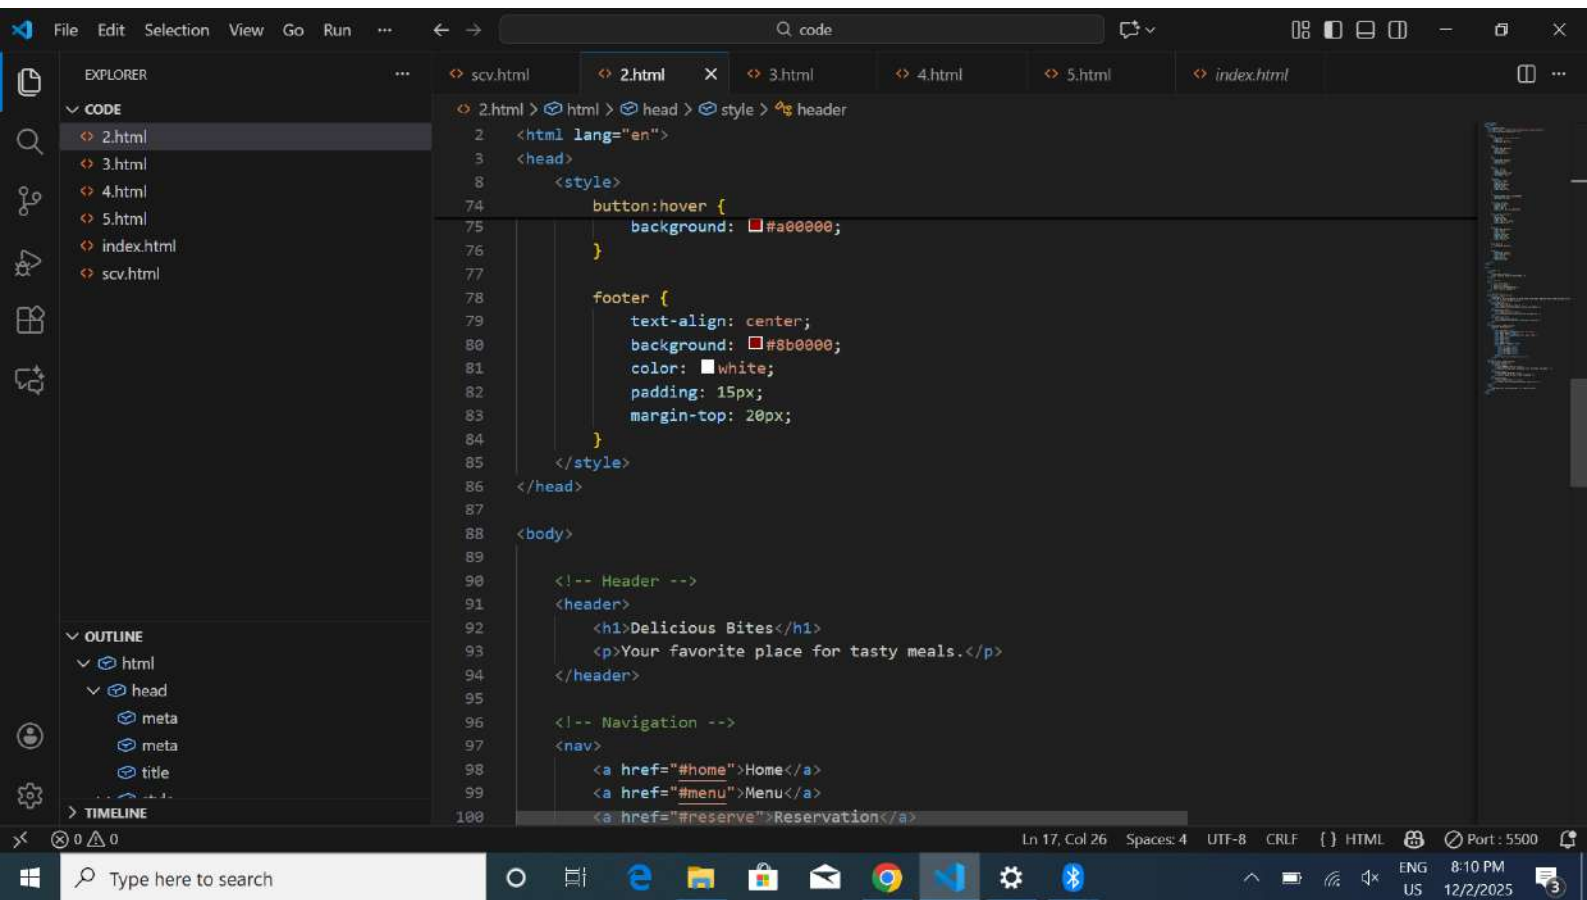 File Edit Selection View Go Run ··· code
EXPLORER ···
CODE
2.html
3.html
4.html
5.html
index.html
scv.html
OUTLINE
html
head
meta
meta
title
TIMELINE
scv.html 2.html 3.html 4.html 5.html index.html ···
2.html > html > head > style > header
2 <html lang="en">
3 <head>
8 <style>
74 button:hover {
75 background: #a00000;
76 }
77
78 footer {
79 text-align: center;
80 background: #8b0000;
81 color: white;
82 padding: 15px;
83 margin-top: 20px;
84 }
85 </style>
86 </head>
87
88 <body>
89
90 <!-- Header -->
91 <header>
92 <h1>Delicious Bites</h1>
93 <p>Your favorite place for tasty meals.</p>
94 </header>
95
96 <!-- Navigation -->
97 <nav>
98 <a href="#home">Home</a>
99 <a href="#menu">Menu</a>
100 <a href="#reserve">Reservation</a>
0 0 Ln 17, Col 26 Spaces: 4 UTF-8 CRLF { } HTML Port : 5500
Type here to search
ENG
US
8:10 PM
12/2/2025
3